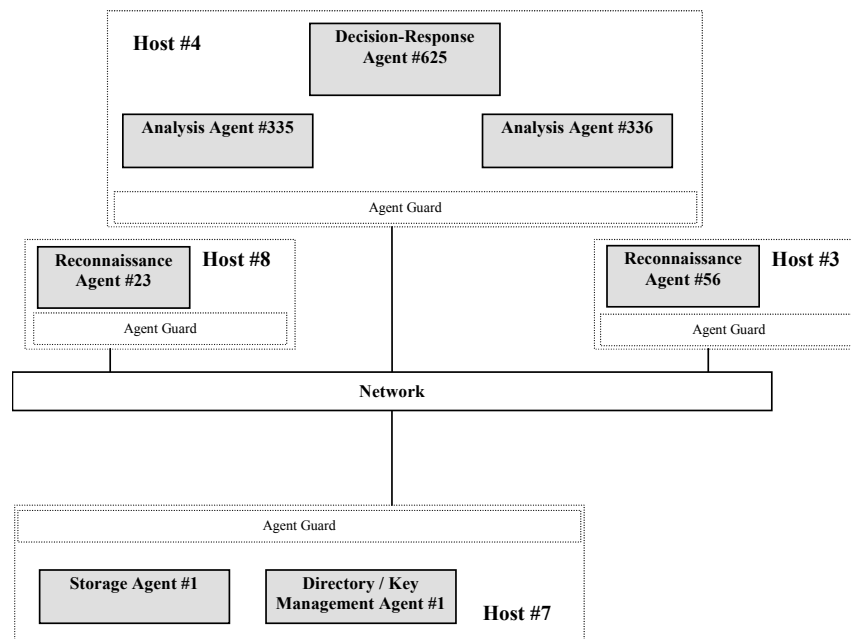 Host #4
Decision-Response
Agent #625
Analysis Agent #335
Analysis Agent #336
Agent Guard
Reconnaissance
Agent #23
Host #8
Agent Guard
Reconnaissance
Agent #56
Host #3
Agent Guard
Network
Agent Guard
Storage Agent #1
Directory / Key
Management Agent #1
Host #7